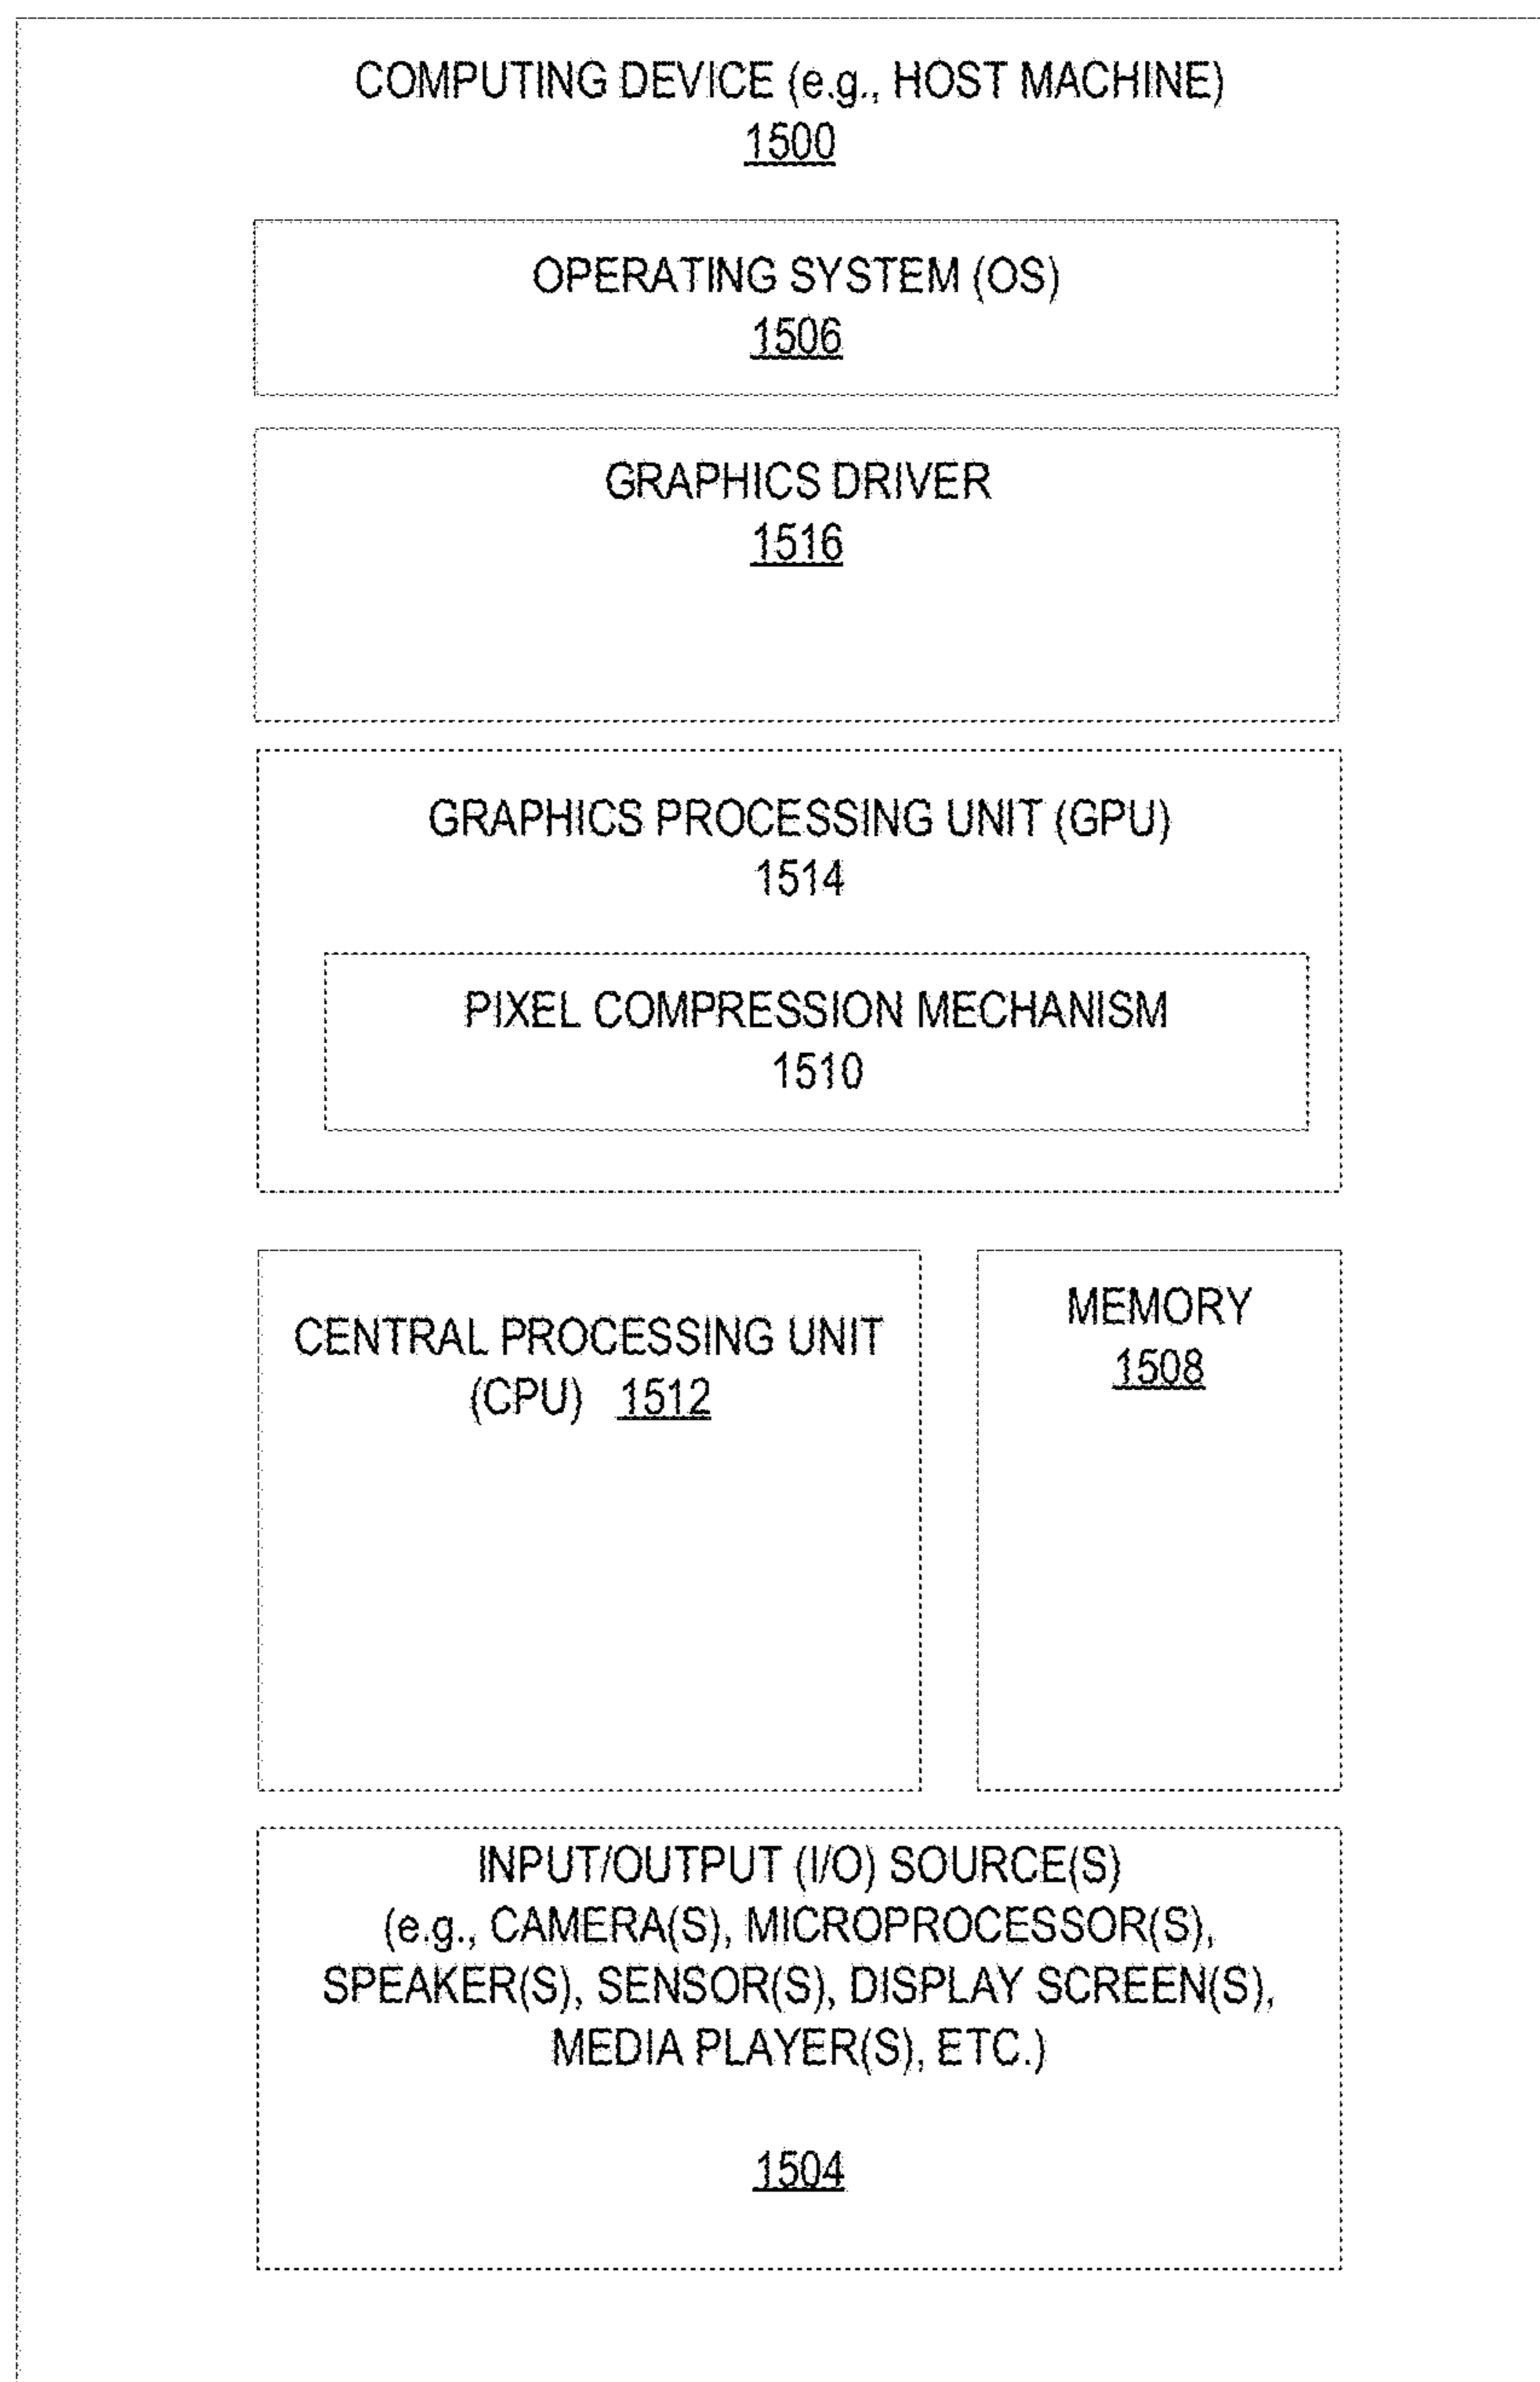 COMPUTING DEVICE (e.g., HOST MACHINE)
1500
OPERATING SYSTEM (OS)
1506
GRAPHICS DRIVER
1516
GRAPHICS PROCESSING UNIT (GPU)
1514
PIXEL COMPRESSION MECHANISM
1510
CENTRAL PROCESSING UNIT
(CPU) 1512
MEMORY
1508
INPUT/OUTPUT (I/O) SOURCE(S)
(e.g., CAMERA(S), MICROPROCESSOR(S),
SPEAKER(S), SENSOR(S), DISPLAY SCREEN(S),
MEDIA PLAYER(S), ETC.)
1504